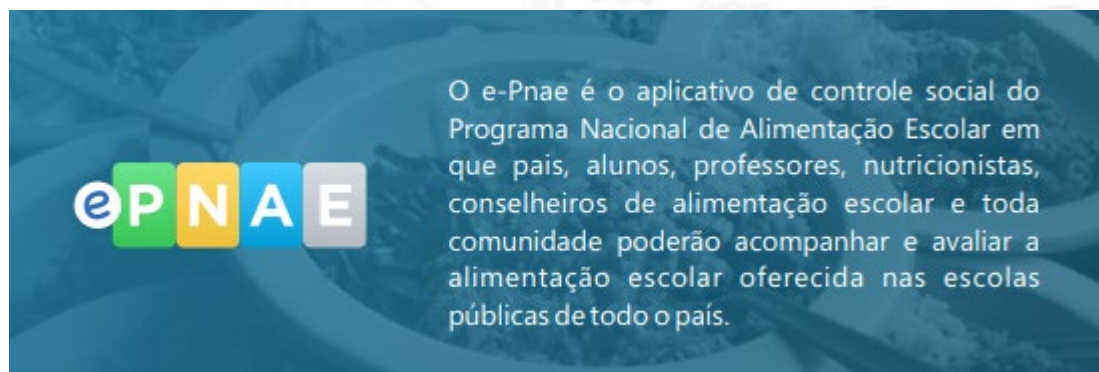 ePNAE
O e-Pnae é o aplicativo de controle social do
Programa Nacional de Alimentação Escolar em
que pais, alunos, professores, nutricionistas,
conselheiros de alimentação escolar e toda
comunidade poderão acompanhar e avaliar a
alimentação escolar oferecida nas escolas
públicas de todo o país.